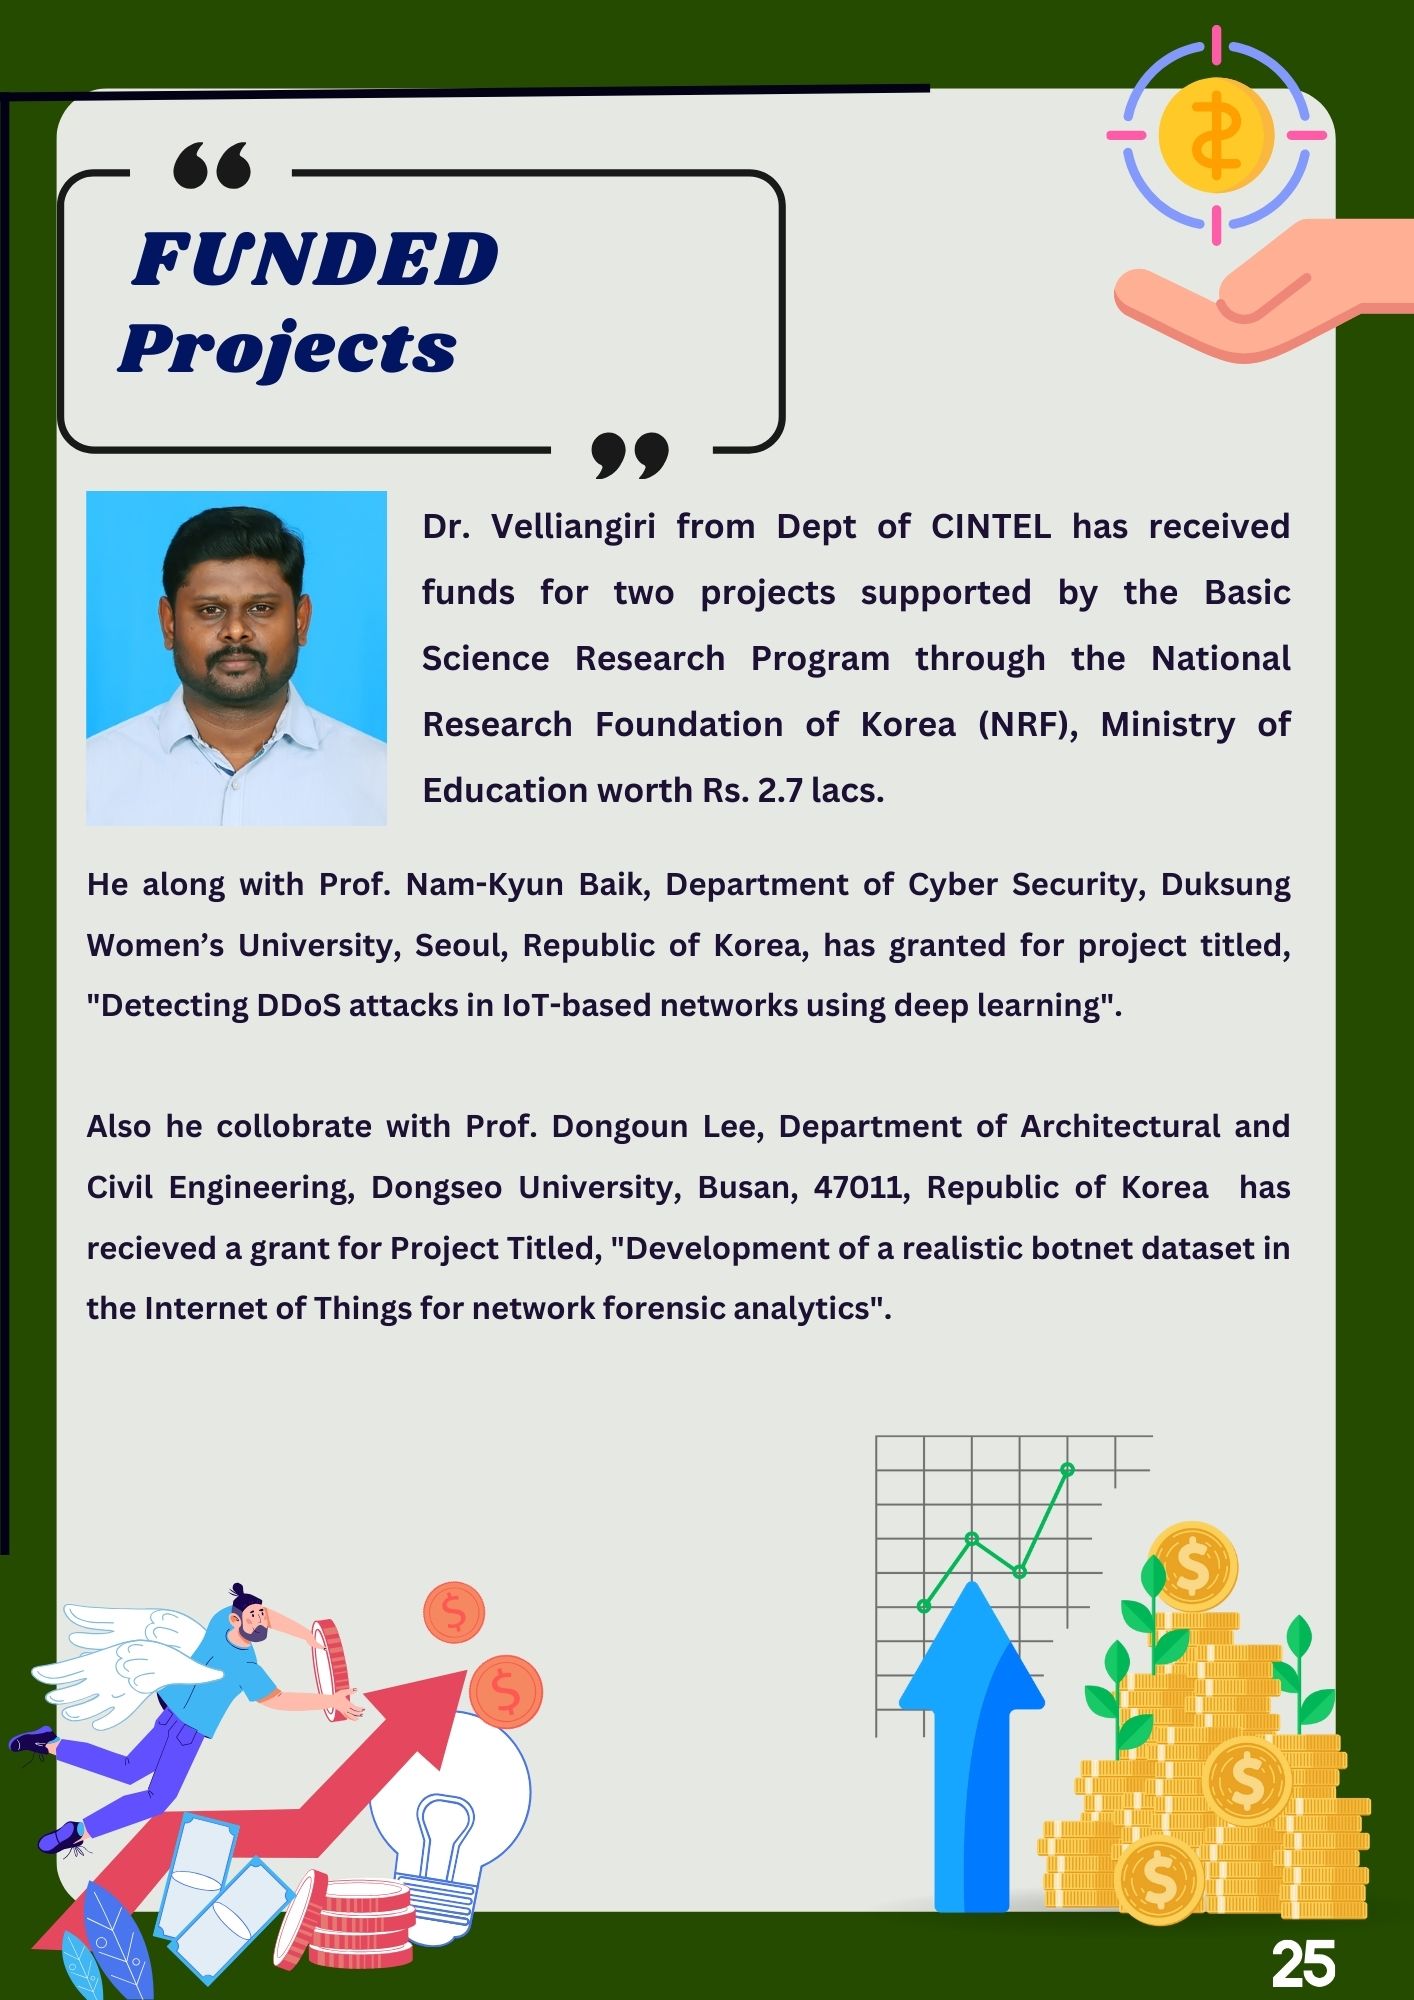 FUNDED
Projects
Dr. Velliangiri from Dept of CINTEL has received
funds for two projects supported by the Basic
Science Research Program through the National
Research Foundation of Korea (NRF), Ministry of
Education worth Rs. 2.7 lacs.
He along with Prof. Nam-Kyun Baik, Department of Cyber Security, Duksung
Women’s University, Seoul, Republic of Korea, has granted for project titled,
"Detecting DDoS attacks in IoT-based networks using deep learning".
Also he collobrate with Prof. Dongoun Lee, Department of Architectural and
Civil Engineering, Dongseo University, Busan, 47011, Republic of Korea has
recieved a grant for Project Titled, "Development of a realistic botnet dataset in
the Internet of Things for network forensic analytics".
25